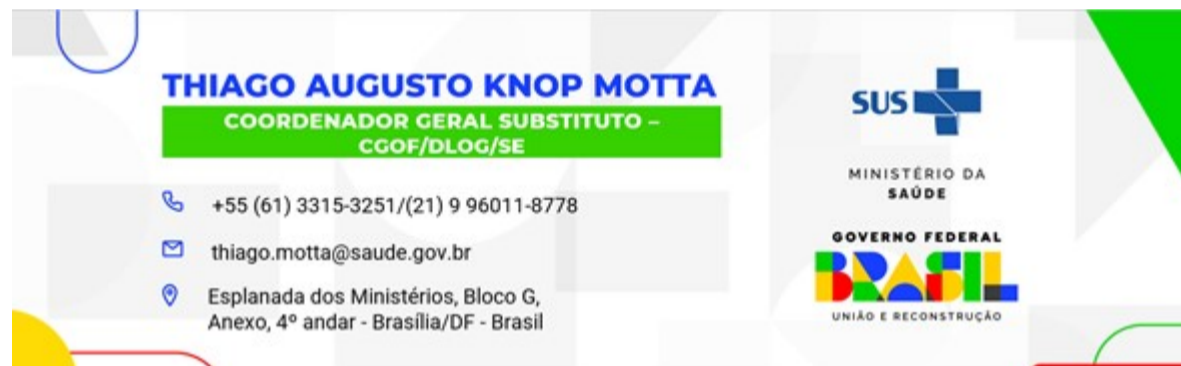 THIAGO AUGUSTO KNOP MOTTA
COORDENADOR GERAL SUBSTITUTO –
CGOF/DLOG/SE
+55 (61) 3315-3251/(21) 9 96011-8778
thiago.motta@saude.gov.br
Esplanada dos Ministérios, Bloco G,
Anexo, 4º andar - Brasília/DF - Brasil
SUS
MINISTÉRIO DA
SAÚDE
GOVERNO FEDERAL
BRASIL
UNIÃO E RECONSTRUÇÃO